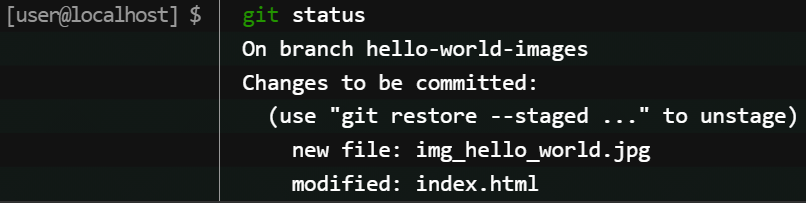 [user@localhost] $ git status
On branch hello-world-images
Changes to be committed:
(use "git restore --staged ..." to unstage)
new file: img_hello_world.jpg
modified: index.html